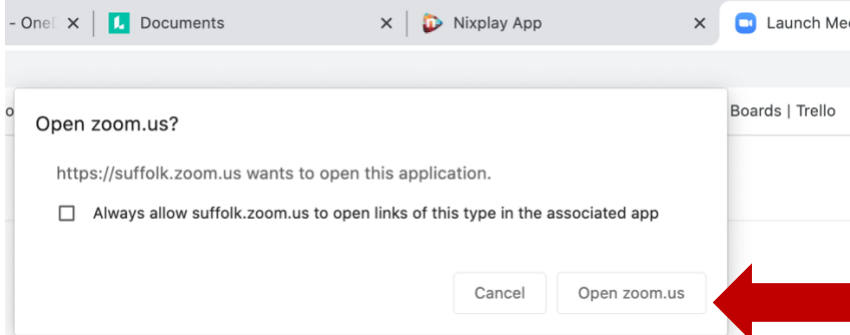 - One Documents Nixplay App Launch Me
Boards | Trello
Open zoom.us?
https://suffolk.zoom.us wants to open this application.
Always allow suffolk.zoom.us to open links of this type in the associated app
Cancel Open zoom.us